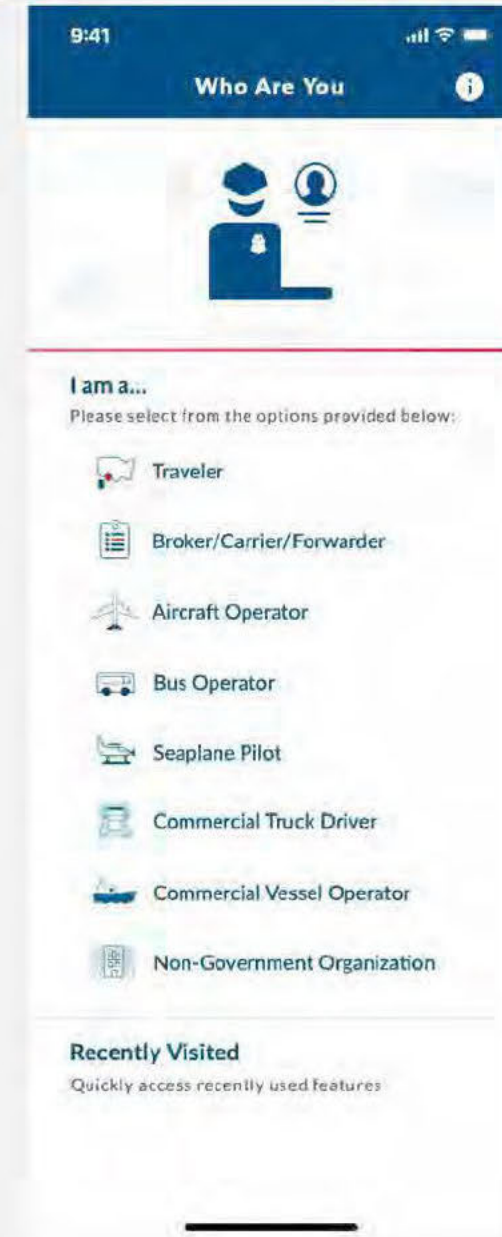 9:41
Who Are You
I am a...
Please select from the options provided below:
Traveler
Broker/Carrier/Forwarder
Aircraft Operator
Bus Operator
Seaplane Pilot
Commercial Truck Driver
Commercial Vessel Operator
Non-Government Organization
Recently Visited
Quickly access recently used features